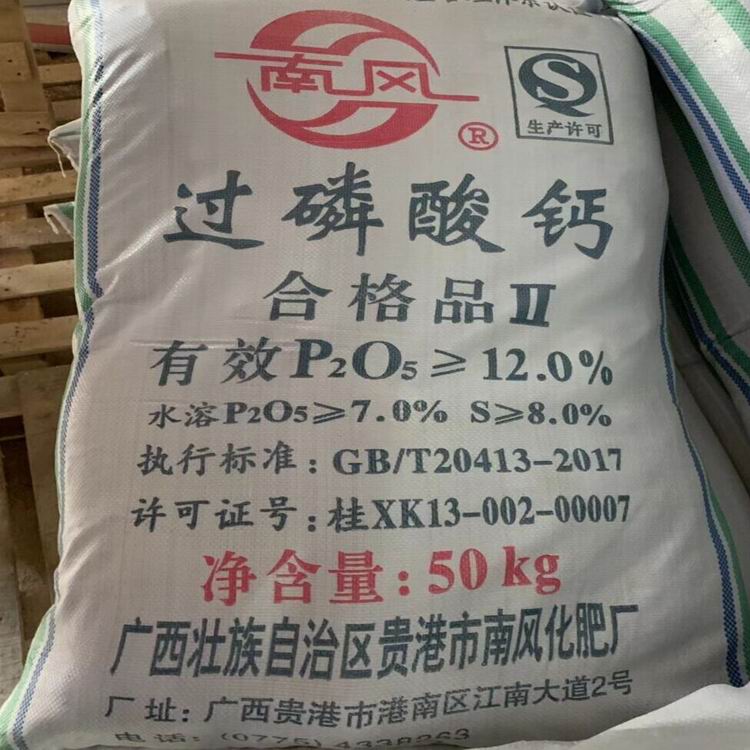 南风
®
生产许可
过磷酸钙
合格品Ⅱ
有效P₂O₅≥12.0%
水溶P₂O₅≥7.0% S≥8.0%
执行标准:GB/T20413-2017
许可证号:桂XK13-002-00007
净含量:50kg
广西壮族自治区贵港市南风化肥厂
厂址:广西贵港市港南区江南大道2号
电话:(0775)4338263